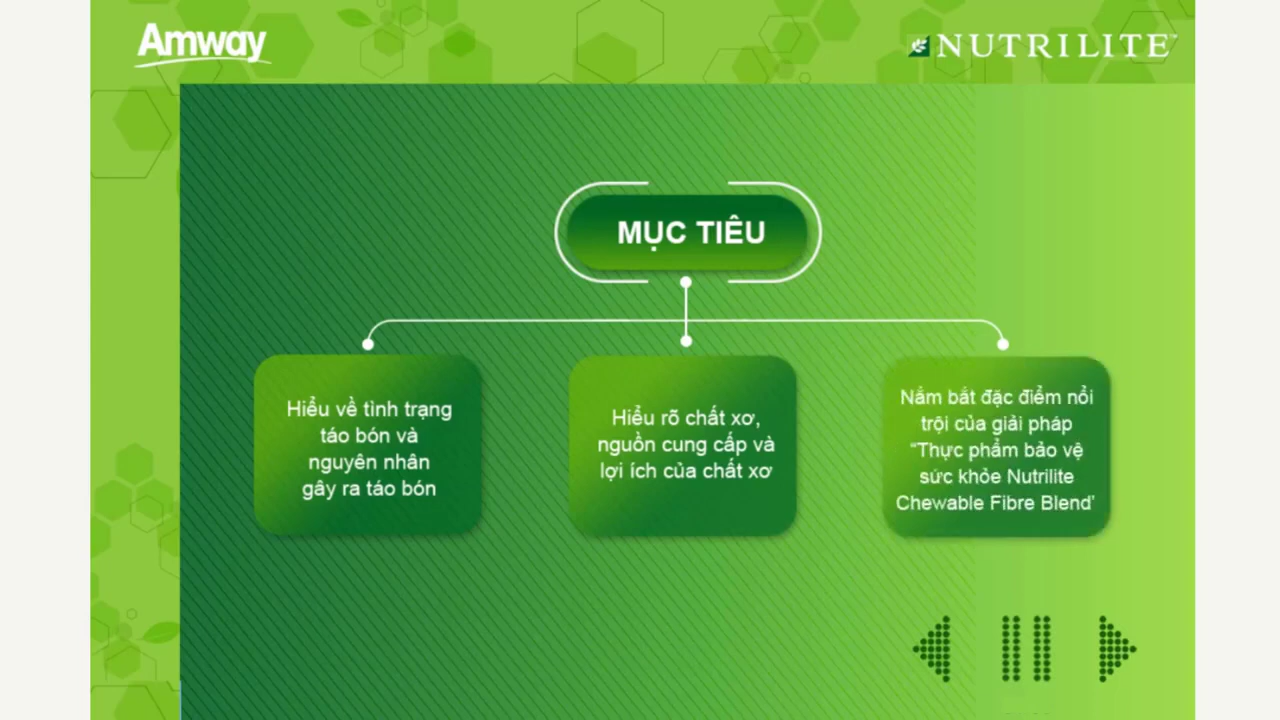 Amway
NUTRILITE
MỤC TIÊU
Hiểu về tình trạng
táo bón và
nguyên nhân
gây ra táo bón
Hiểu rõ chất xơ,
nguồn cung cấp và
lợi ích của chất xơ
Nắm bắt đặc điểm nổi
trội của giải pháp
“Thực phẩm bảo vệ
sức khỏe Nutrilite
Chewable Fibre Blend’